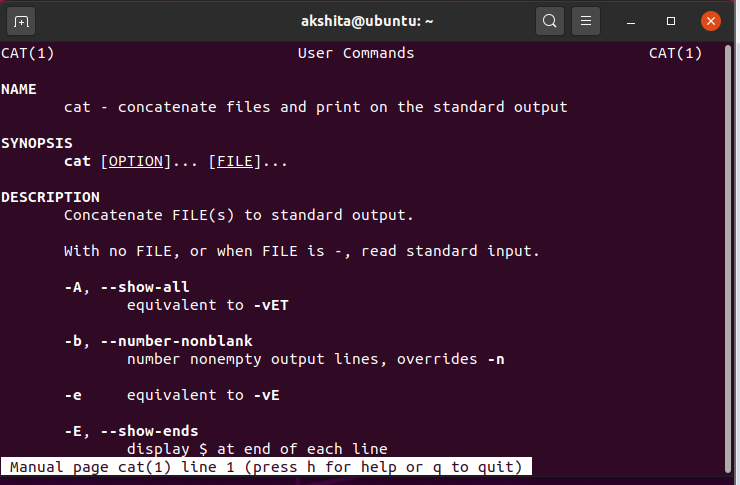 akshita@ubuntu: ~
CAT(1) User Commands CAT(1)
NAME
cat - concatenate files and print on the standard output
SYNOPSIS
cat [OPTION]... [FILE]...
DESCRIPTION
Concatenate FILE(s) to standard output.
With no FILE, or when FILE is -, read standard input.
-A, --show-all
equivalent to -vET
-b, --number-nonblank
number nonempty output lines, overrides -n
-e equivalent to -vE
-E, --show-ends
display $ at end of each line
Manual page cat(1) line 1 (press h for help or q to quit)